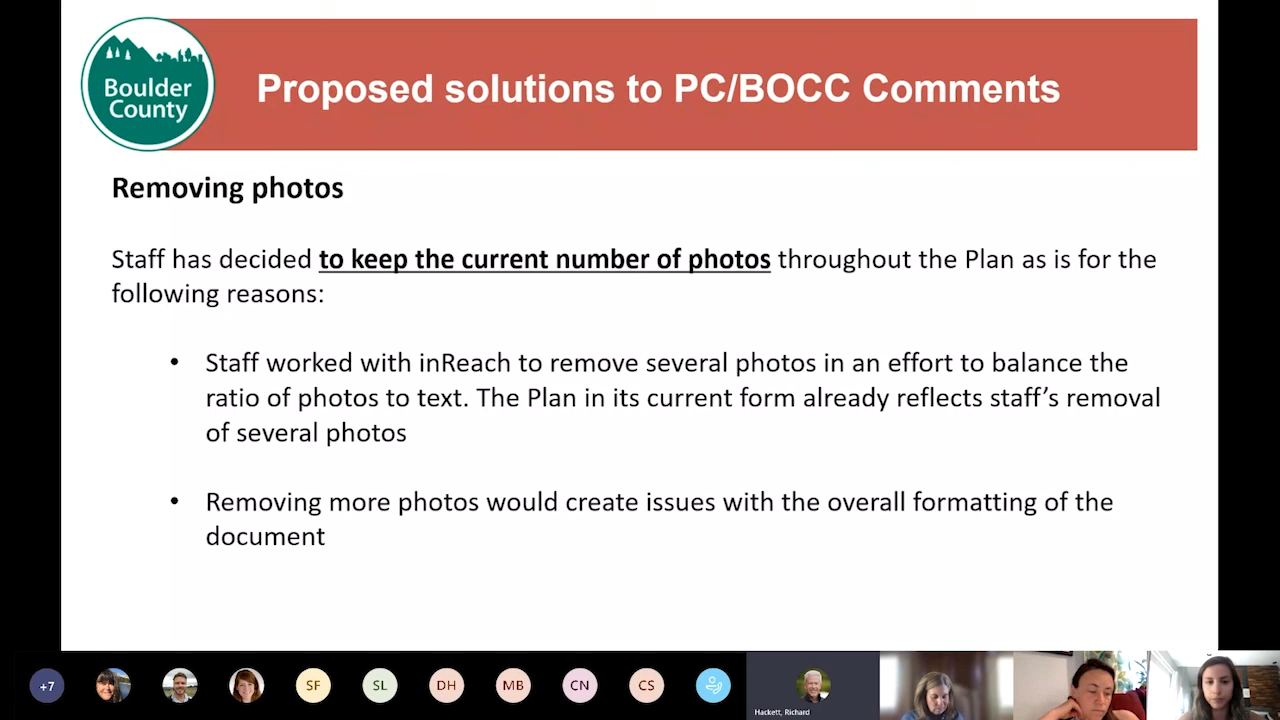 Boulder
County
Proposed solutions to PC/BOCC Comments
Removing photos
Staff has decided to keep the current number of photos throughout the Plan as is for the
following reasons:
• Staff worked with inReach to remove several photos in an effort to balance the
ratio of photos to text. The Plan in its current form already reflects staff’s removal
of several photos
• Removing more photos would create issues with the overall formatting of the
document
+7
SF
SL
DH
MB
CN
CS
Hackett, Richard